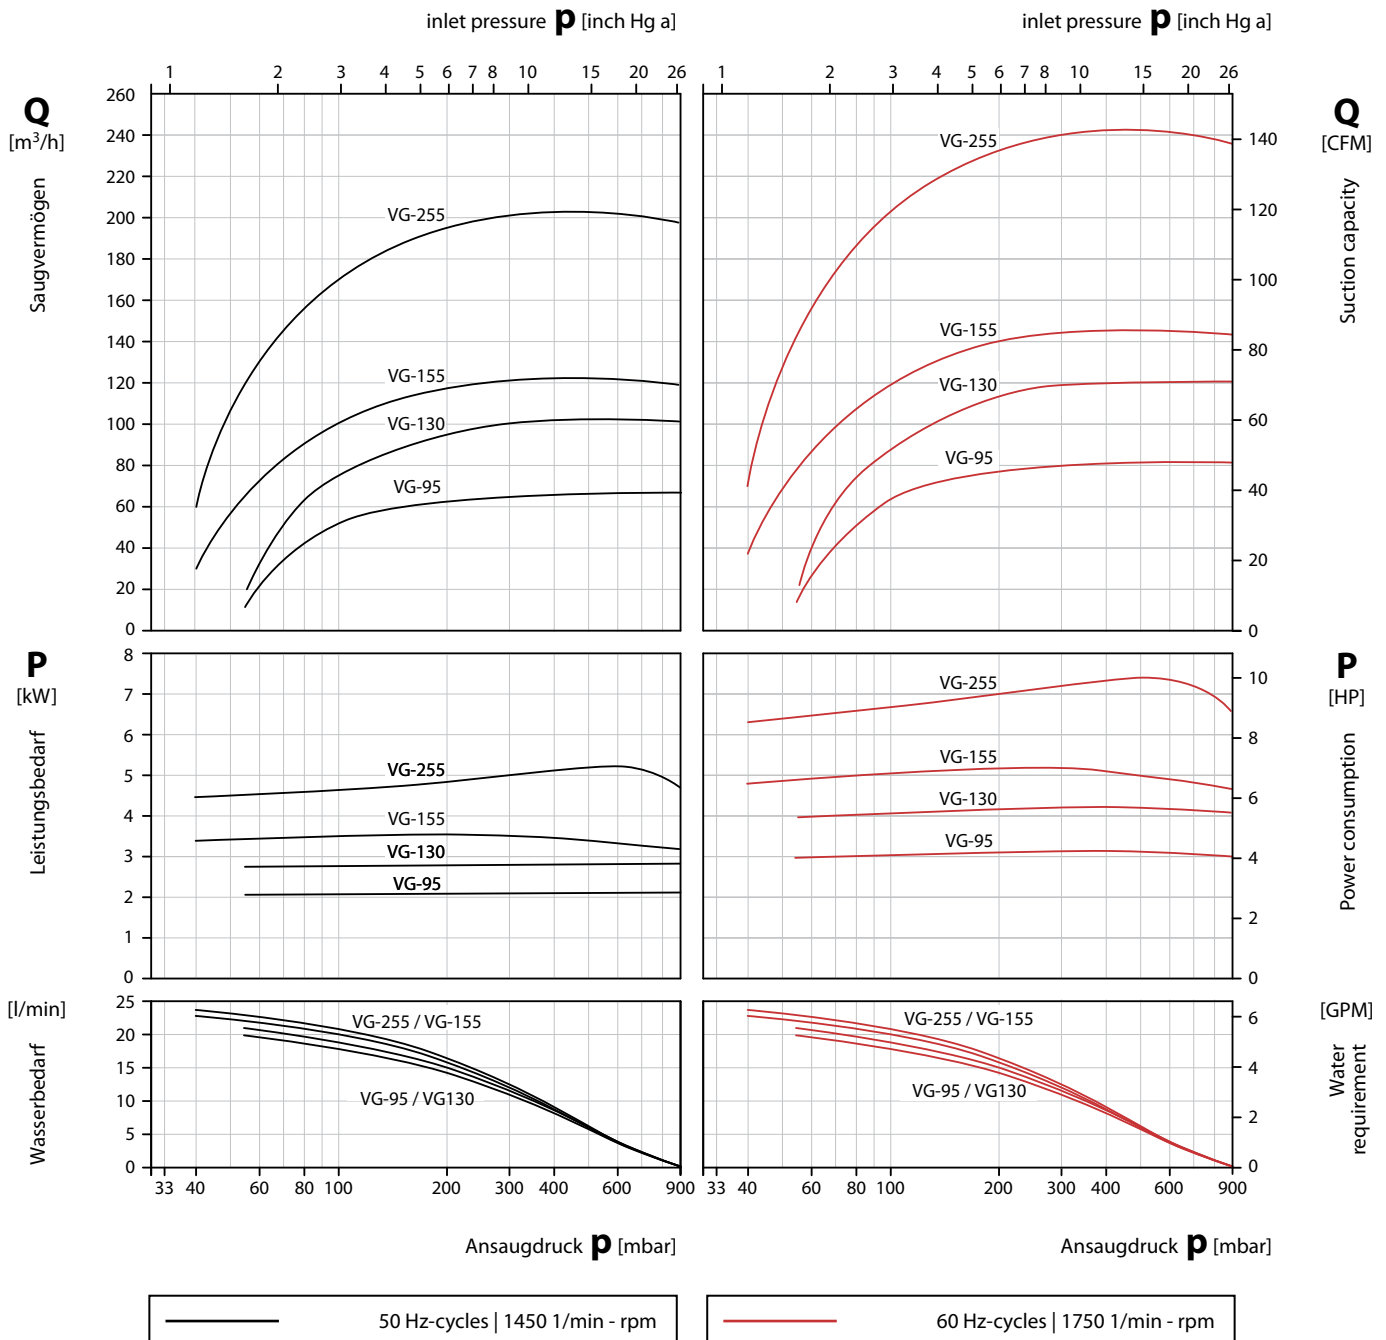 inlet pressure p [inch Hg a] inlet pressure p [inch Hg a]
1 2 3 4 5 6 7 8 10 15 20 26 1 2 3 4 5 6 7 8 10 15 20 26
Q
[m³/h]
Saugvermögen
260
240
220
200
180
160
140
120
100
80
60
40
20
0
VG-255
VG-155
VG-130
VG-95
VG-255
VG-155
VG-130
VG-95
140
120
100
80
60
40
20
0
Q
[CFM]
Suction capacity
P
[kW]
Leistungsbedarf
8
7
6
5
4
3
2
1
0
VG-255
VG-155
VG-130
VG-95
VG-255
VG-155
VG-130
VG-95
10
8
6
4
2
0
P
[HP]
Power consumption
[l/min]
Wasserbedarf
25
20
15
10
5
0
VG-255 / VG-155
VG-95 / VG130
VG-255 / VG-155
VG-95 / VG130
6
4
2
0
[GPM]
Water
requirement
33 40 60 80 100 200 300 400 600 900 33 40 60 80 100 200 300 400 600 900
Ansaugdruck p [mbar] Ansaugdruck p [mbar]
50 Hz-cycles | 1450 1/min - rpm 60 Hz-cycles | 1750 1/min - rpm